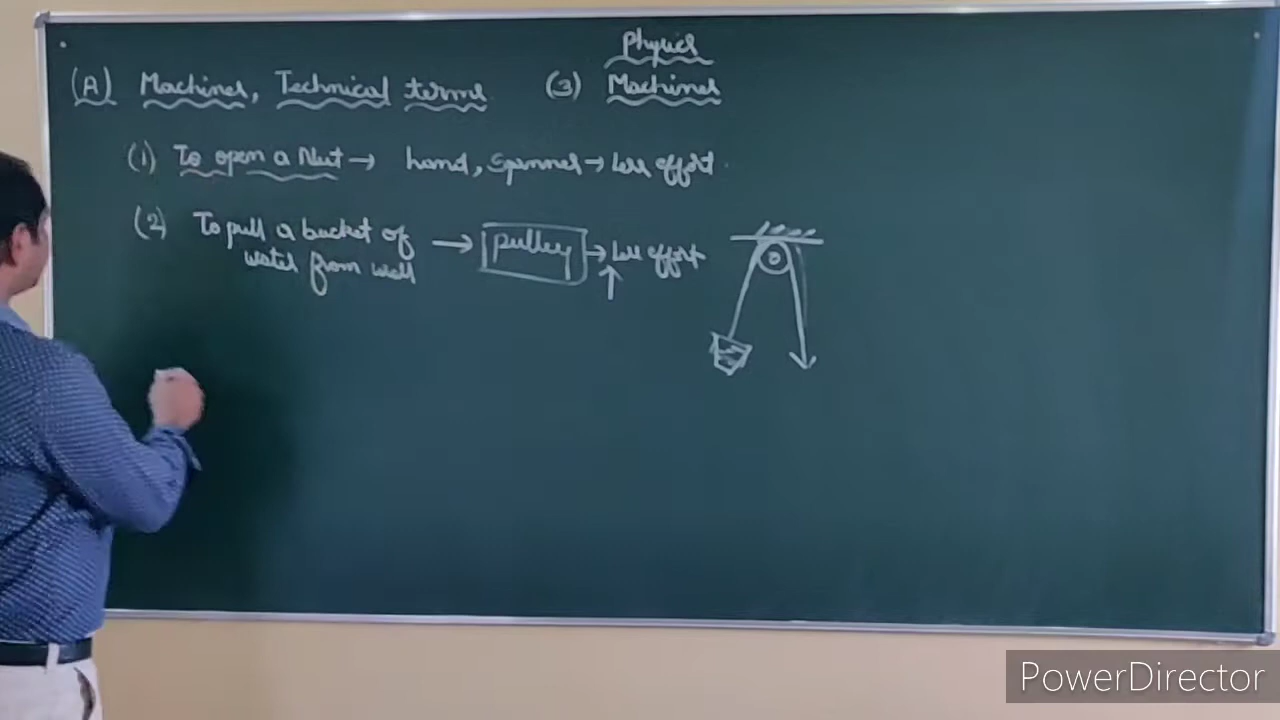 Physics
(A) Machines, Technical terms (3) Machines
(1) To open a Nut → hand, Spanner → Less effort.
(2) To pull a bucket of
water from well → pulley → Less effort
PowerDirector